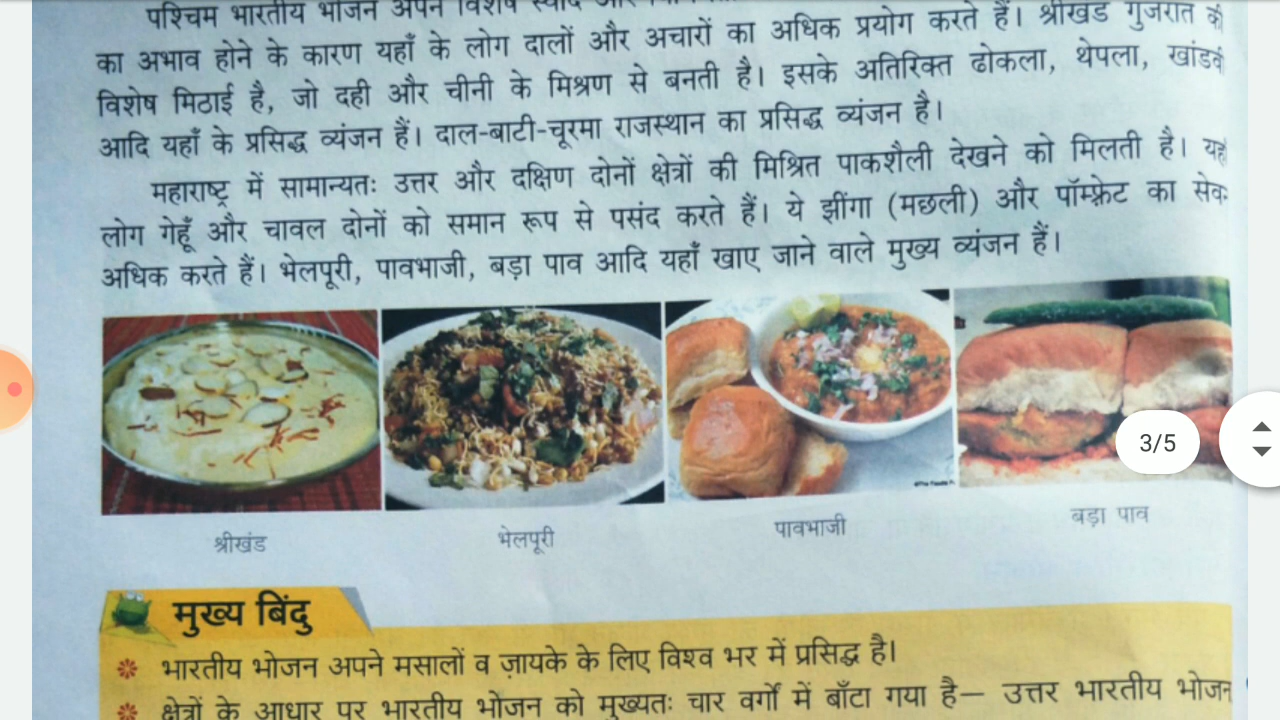 पश्चिम भारतीय भोजन अपने विशेष स्वाद और
का अभाव होने के कारण यहाँ के लोग दालों और अचारों का अधिक प्रयोग करते हैं। श्रीखंड गुजरात की
विशेष मिठाई है, जो दही और चीनी के मिश्रण से बनती है। इसके अतिरिक्त ढोकला, थेपला, खांडवी
आदि यहाँ के प्रसिद्ध व्यंजन हैं। दाल-बाटी-चूरमा राजस्थान का प्रसिद्ध व्यंजन है।
महाराष्ट्र में सामान्यतः उत्तर और दक्षिण दोनों क्षेत्रों की मिश्रित पाकशैली देखने को मिलती है। यहाँ
लोग गेहूँ और चावल दोनों को समान रूप से पसंद करते हैं। ये झींगा (मछली) और पॉम्फ्रेट का सेव
अधिक करते हैं। भेलपूरी, पावभाजी, बड़ा पाव आदि यहाँ खाए जाने वाले मुख्य व्यंजन हैं।
3/5
श्रीखंड
भेलपूरी
पावभाजी
बड़ा पाव
मुख्य बिंदु
भारतीय भोजन अपने मसालों व ज़ायके के लिए विश्व भर में प्रसिद्ध है।
क्षेत्रों के आधार पर भारतीय भोजन को मुख्यतः चार वर्गों में बाँटा गया है— उत्तर भारतीय भोजन